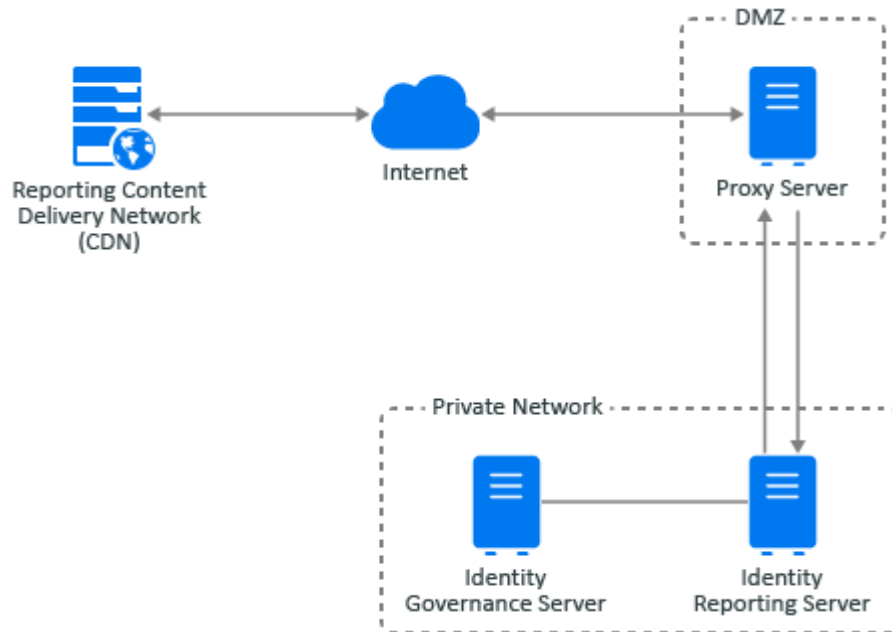 DMZ
Reporting Content
Delivery Network
(CDN)
Internet
Proxy Server
Private Network
Identity
Governance Server
Identity
Reporting Server